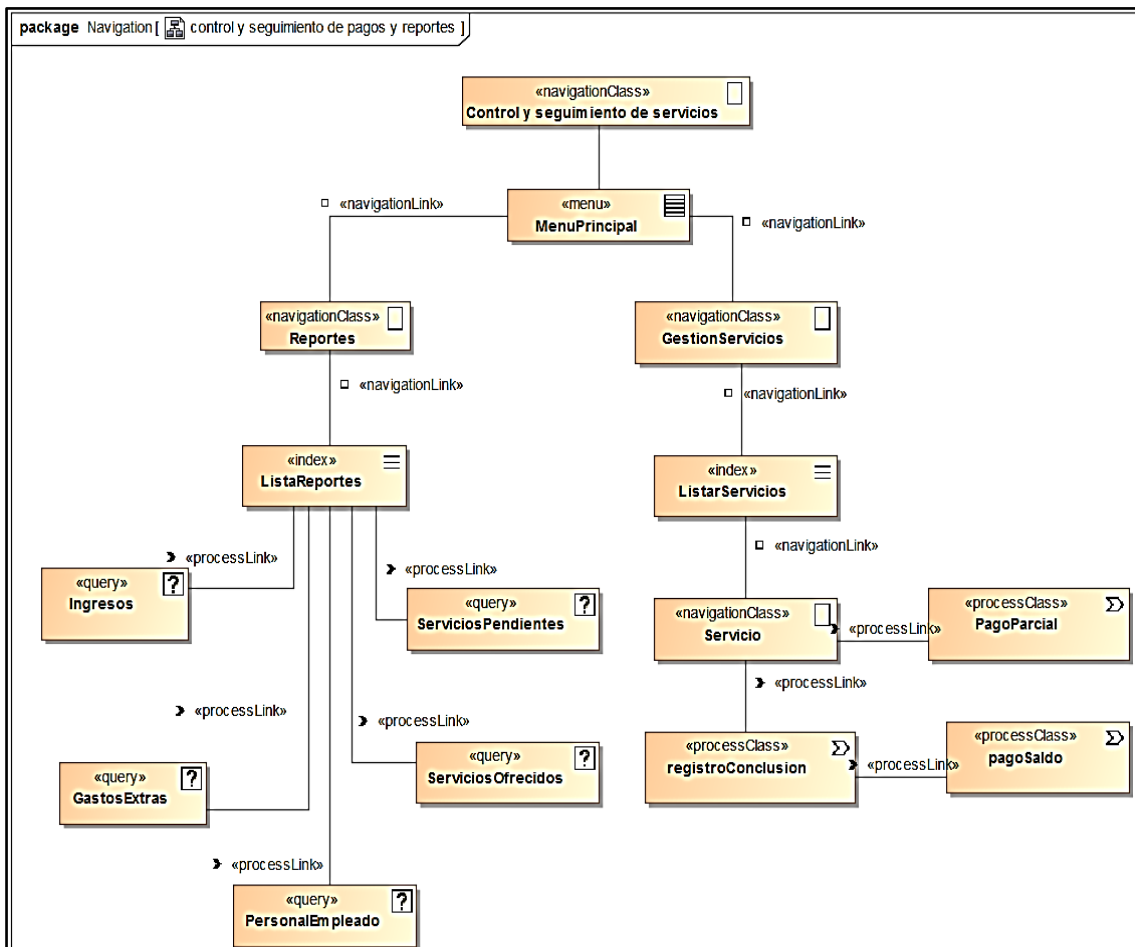 package Navigation [ control y seguimiento de pagos y reportes ]
«navigationClass»
Control y seguimiento de servicios
«navigationLink»
«menu»
MenuPrincipal
«navigationLink»
«navigationClass»
Reportes
«navigationClass»
GestionServicios
«navigationLink»
«navigationLink»
«index»
ListaReportes
«index»
ListarServicios
«navigationLink»
«processLink»
«processLink»
«query»
Ingresos
«query»
ServiciosPendientes
«navigationClass»
Servicio
«processLink»
«processClass»
PagoParcial
«processLink»
«processLink»
«processLink»
«query»
GastosExtras
«query»
ServiciosOfrecidos
«processClass»
registroConclusion
«processLink»
«processClass»
pagoSaldo
«processLink»
«query»
PersonalEmpleado